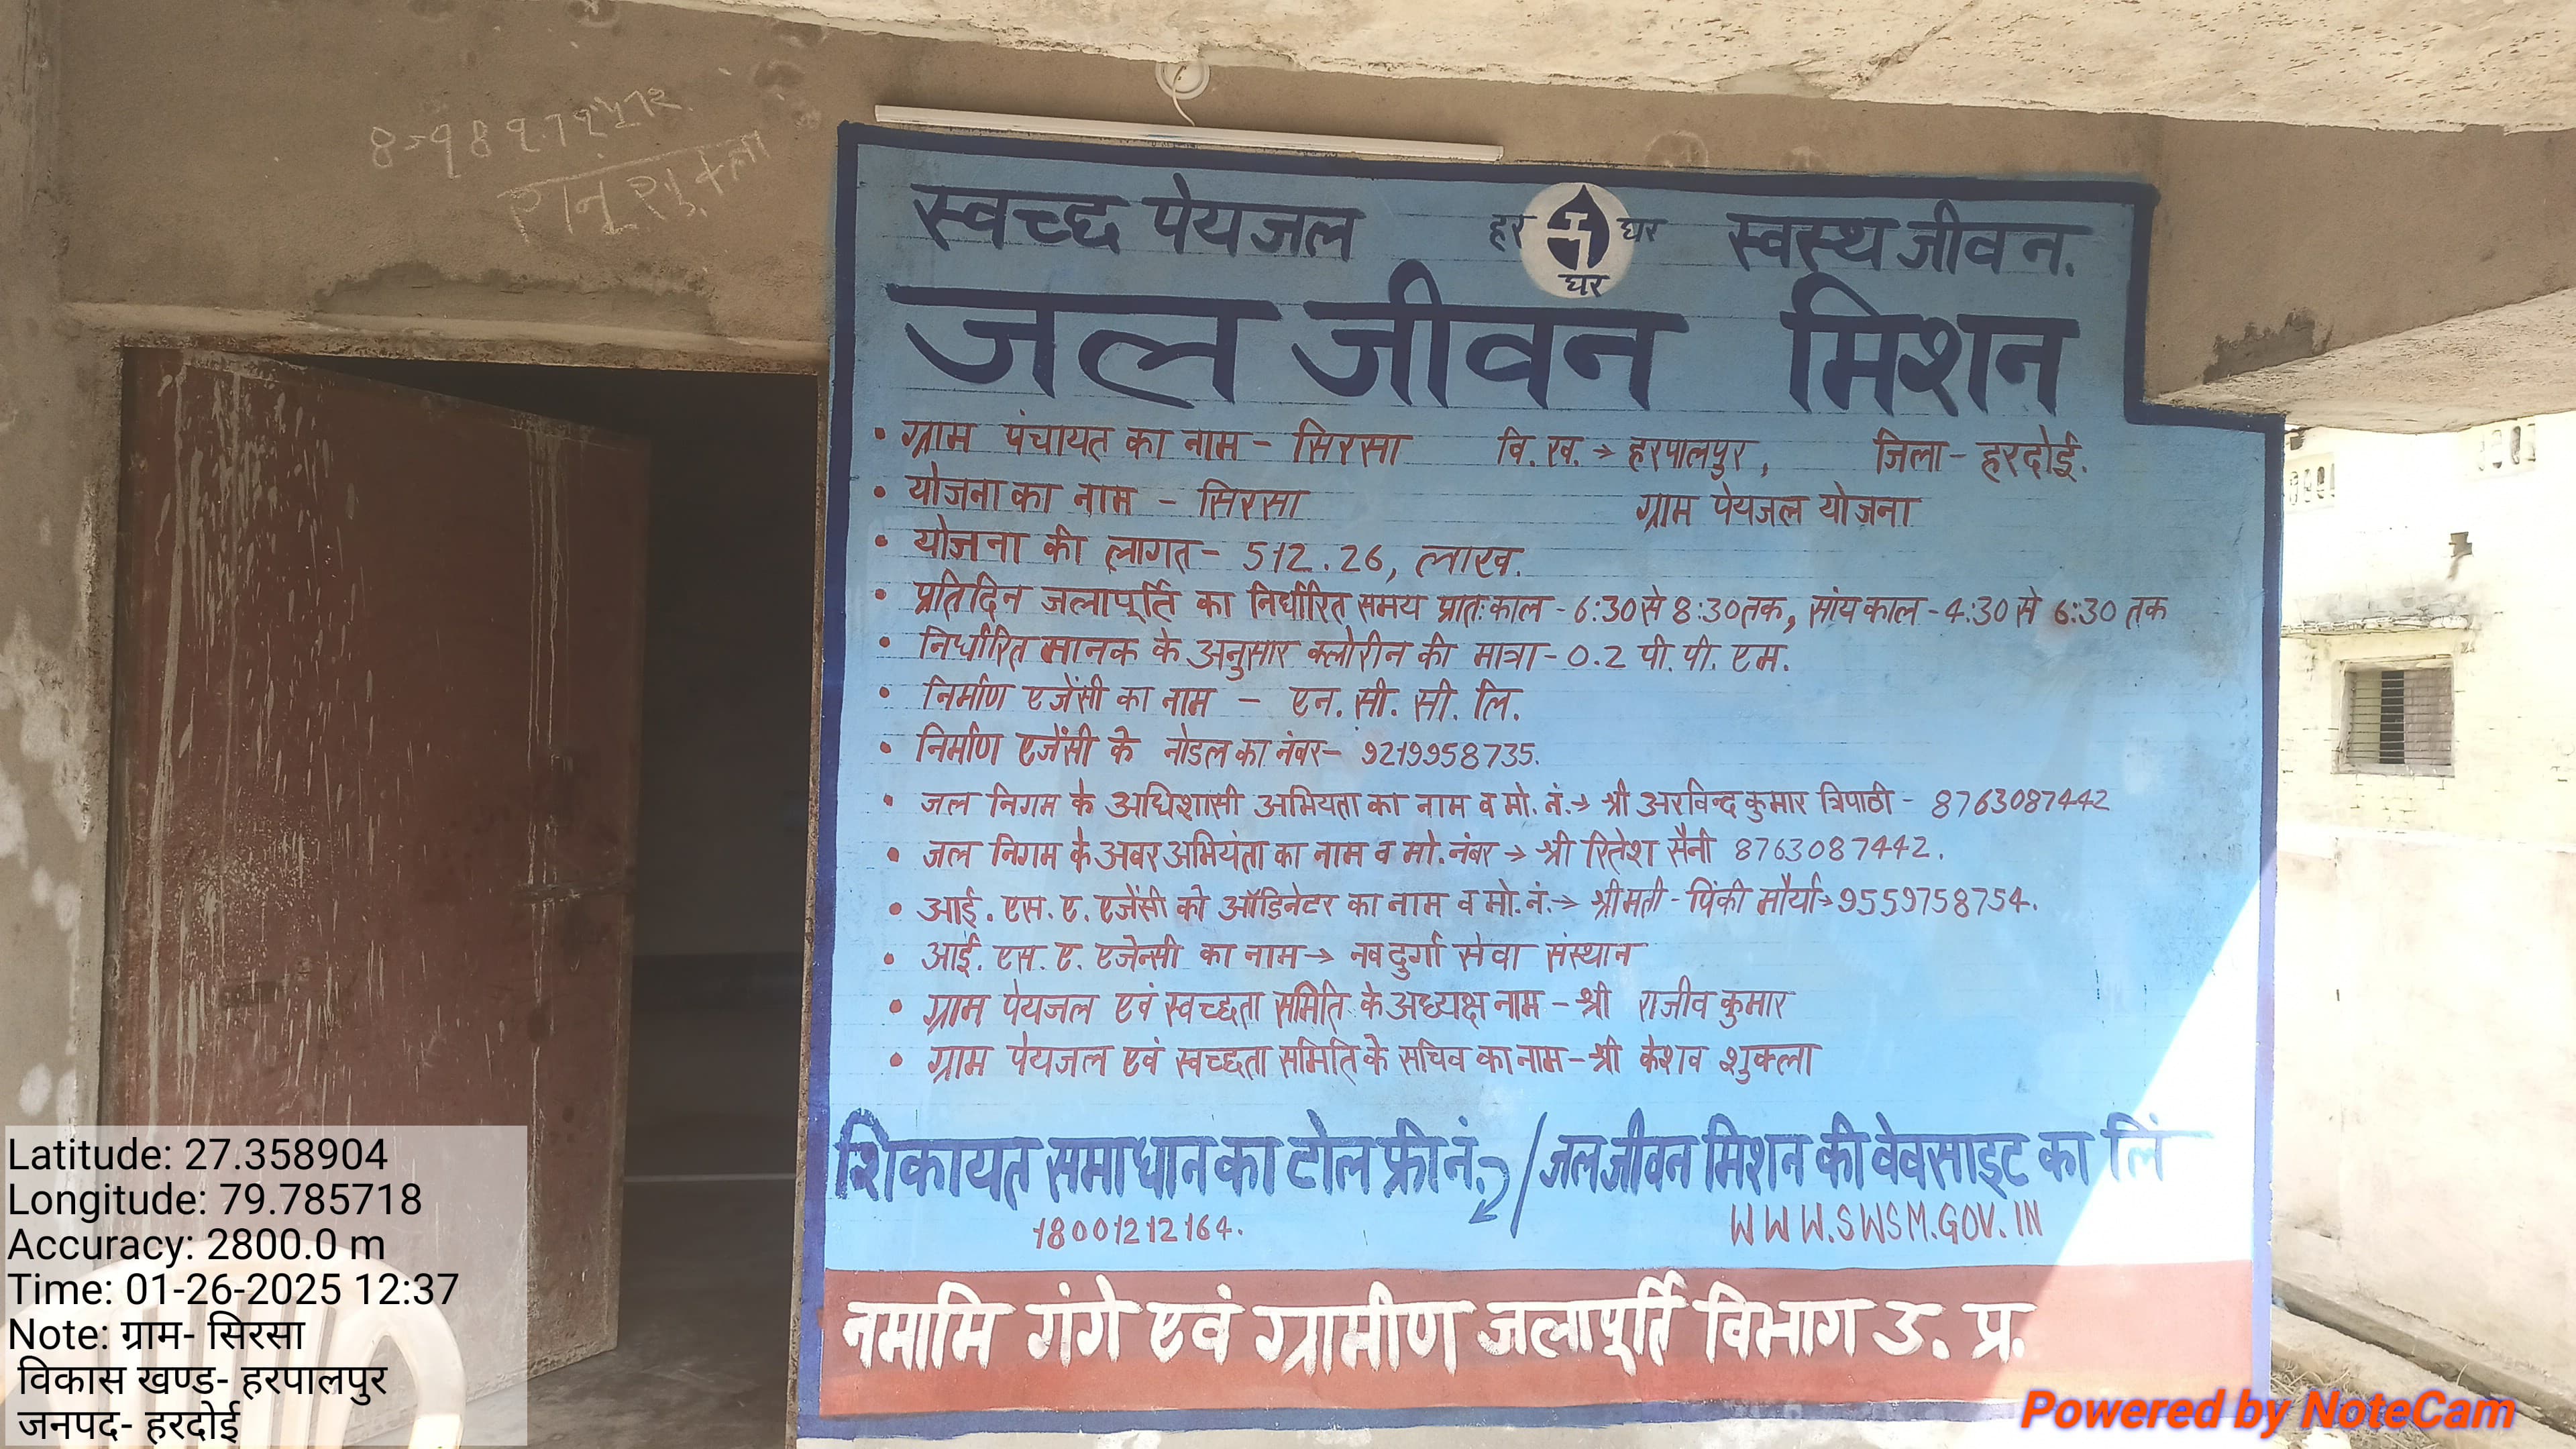 रानू शुक्ला
स्वच्छ पेयजल हर घर स्वस्थ जीवन.
घर
जल जीवन मिशन
• ग्राम पंचायत का नाम - सिरसा वि. ख. → हरपालपुर, जिला - हरदोई.
• योजना का नाम - सिरसा ग्राम पेयजल योजना
• योजना की लागत - 512.26, लाख.
• प्रतिदिन जलापूर्ति का निर्धारित समय प्रातःकाल - 6:30 से 8:30 तक, सांयकाल - 4:30 से 6:30 तक
• निर्धारित मानक के अनुसार क्लोरीन की मात्रा - 0.2 पी. पी. एम.
• निर्माण एजेंसी का नाम - एन. सी. सी. लि.
• निर्माण एजेंसी के नोडल का नंबर - 9219958735.
• जल निगम के अधिशासी अभियता का नाम व मो. नं. → श्री अरविन्द कुमार त्रिपाठी - 8763087442
• जल निगम के अवर अभियंता का नाम व मो. नंबर → श्री रितेश सैनी 8763087442.
• आई. एस. ए. एजेंसी को ऑडिनेटर का नाम व मो. नं. → श्रीमती - पिंकी मौर्या → 9559758754.
• आई. एस. ए. एजेन्सी का नाम → नव दुर्गा सेवा संस्थान
• ग्राम पेयजल एवं स्वच्छता समिति के अध्यक्ष नाम - श्री राजीव कुमार
• ग्राम पेयजल एवं स्वच्छता समिति के सचिव का नाम - श्री केशव शुक्ला
शिकायत समाधान का टोल फ्री नं. / जल जीवन मिशन की वेवसाइट का लिं
18001212164. WWW.SWSM.GOV.IN
नमामि गंगे एवं ग्रामीण जलापूर्ति विभाग उ. प्र.
Latitude: 27.358904
Longitude: 79.785718
Accuracy: 2800.0 m
Time: 01-26-2025 12:37
Note: ग्राम- सिरसा
विकास खण्ड- हरपालपुर
जनपद- हरदोई
Powered by NoteCam